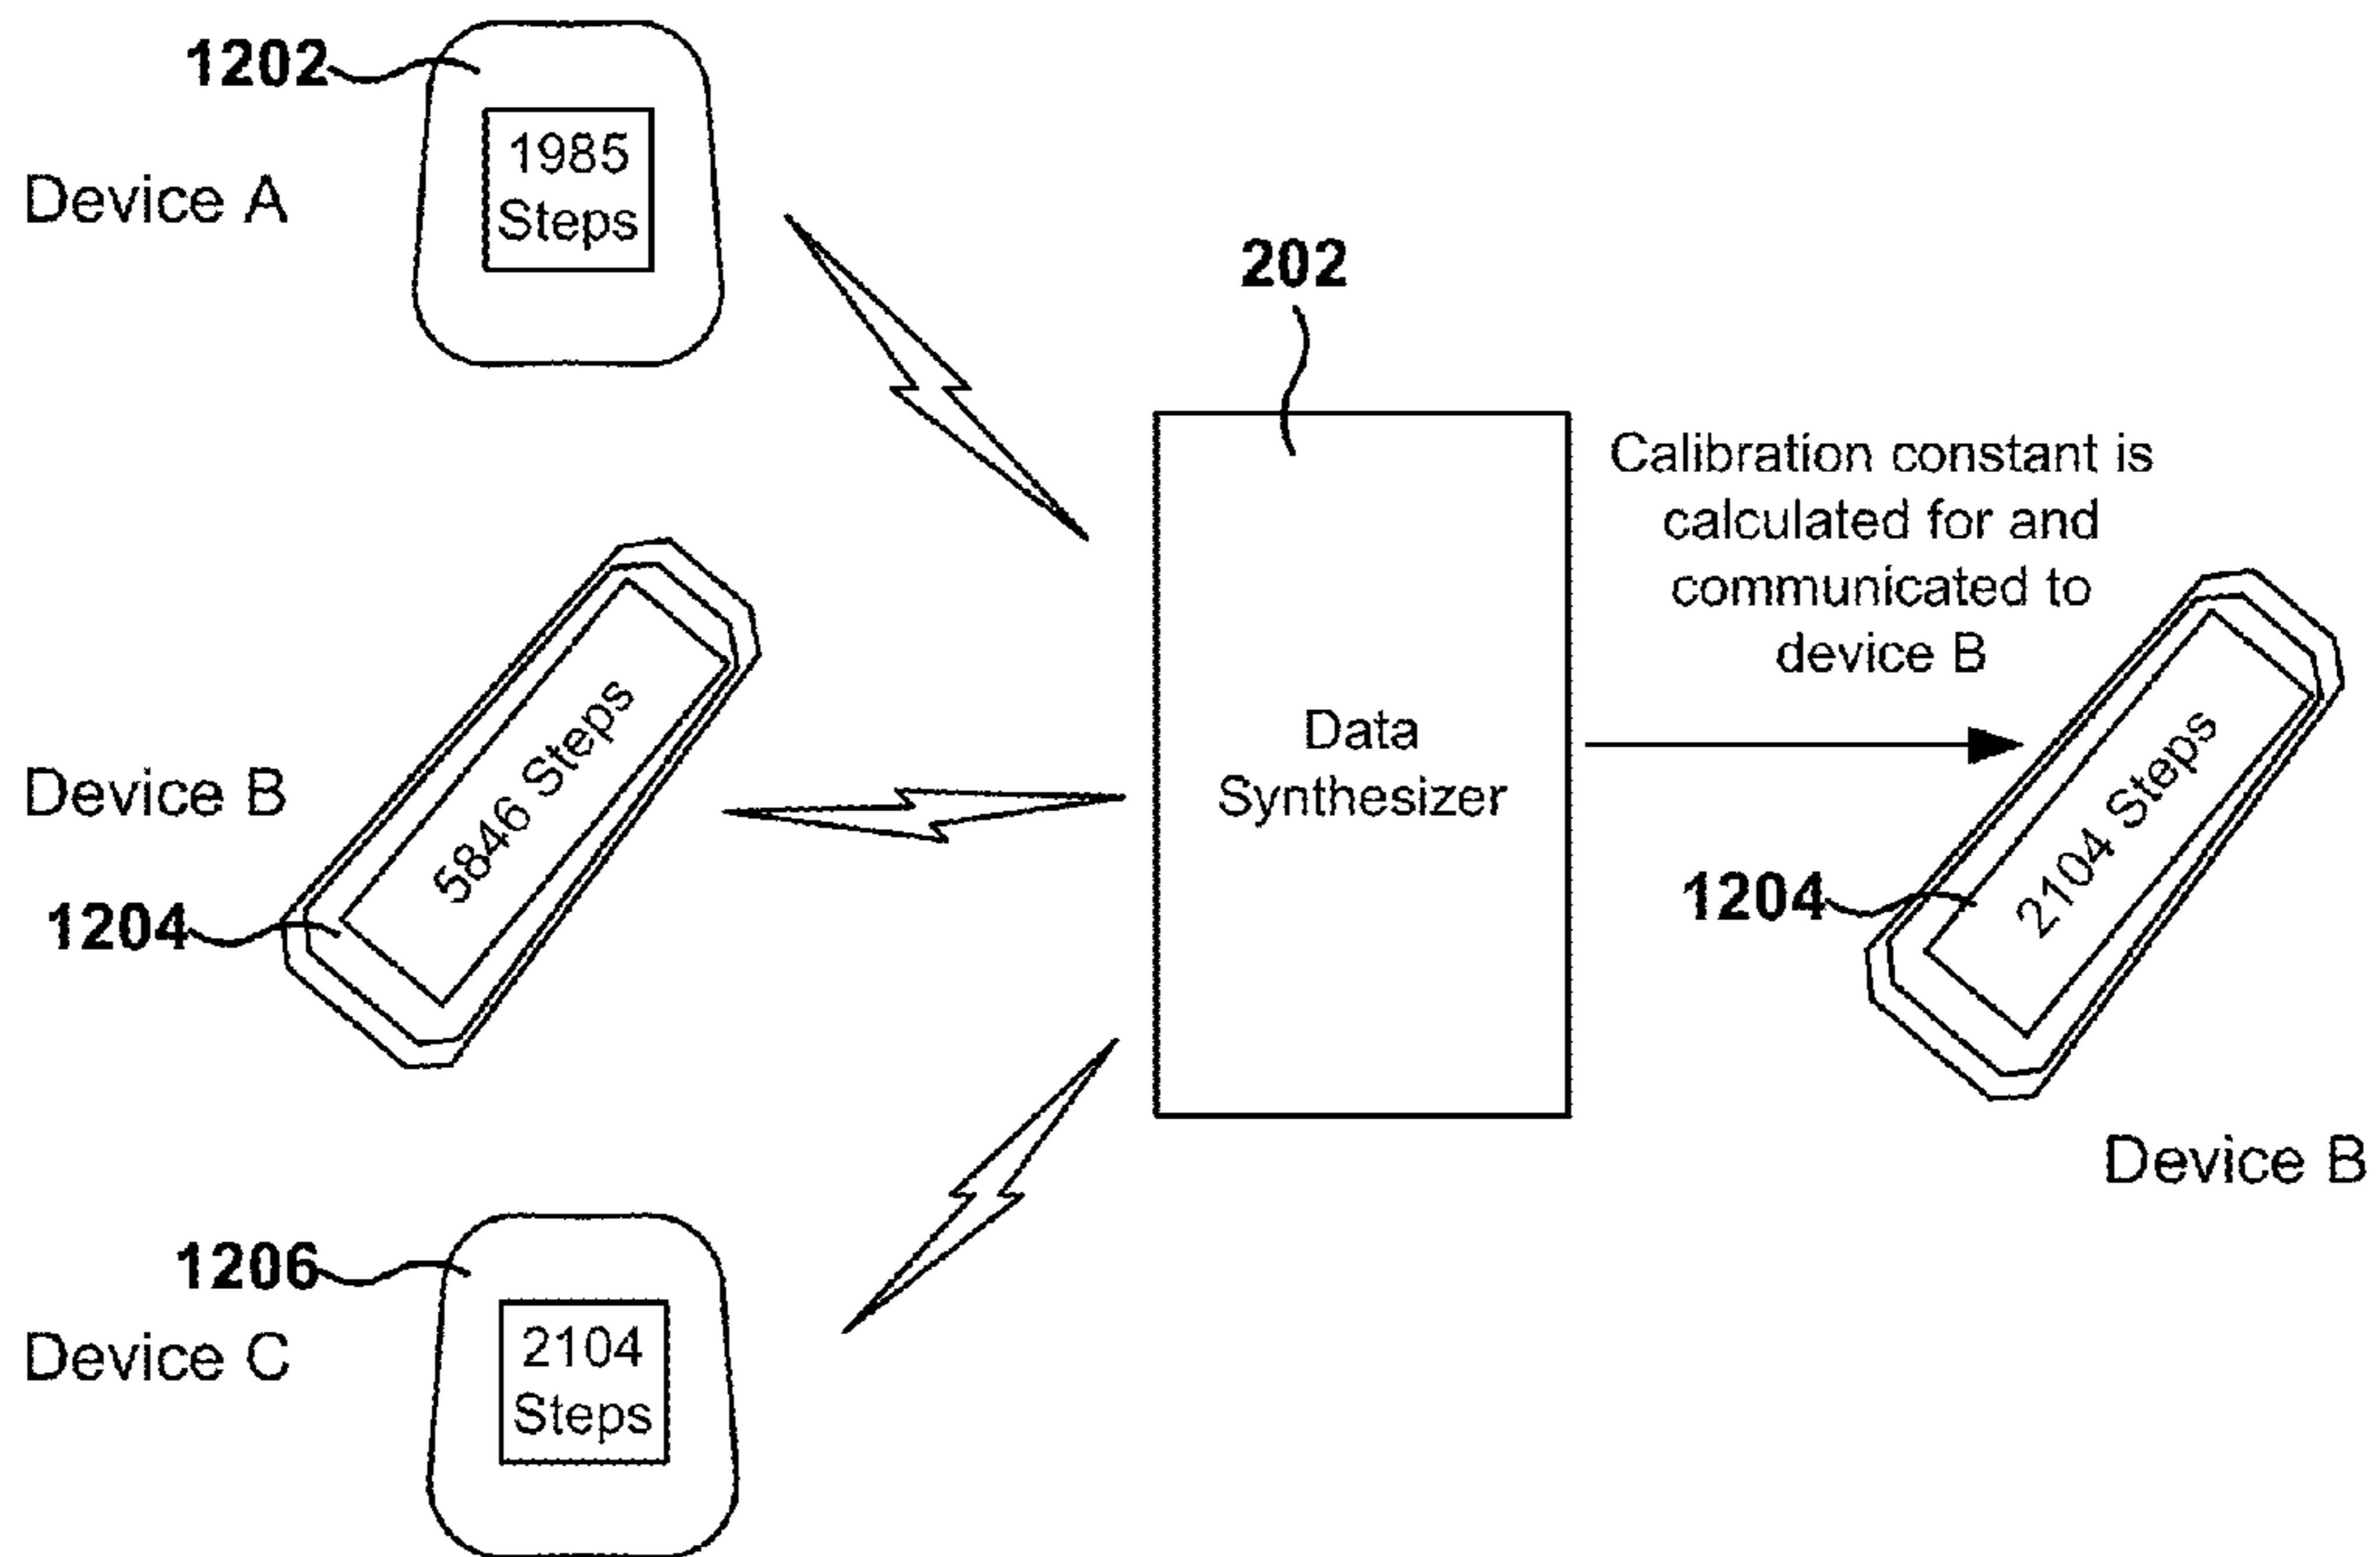 1202
1985
Steps
Device A
202
Calibration constant is
calculated for and
communicated to
device B
5846 Steps
Device B
1204
Data
Synthesizer
2104 Steps
1204
Device B
1206
2104
Steps
Device C